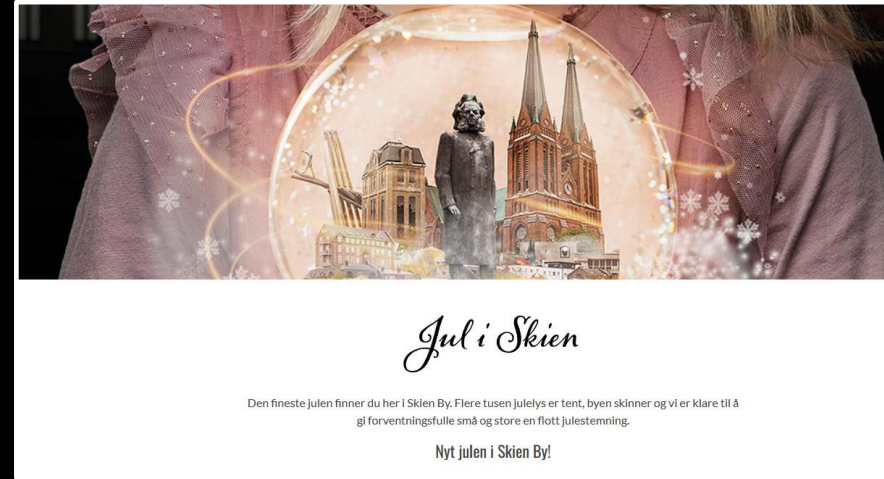 Jul i Skien
Den fineste julen finner du her i Skien By. Flere tusen julelys er tent, byen skinner og vi er klare til å
gi forventningsfulle små og store en flott julestemning.
Nyt julen i Skien By!